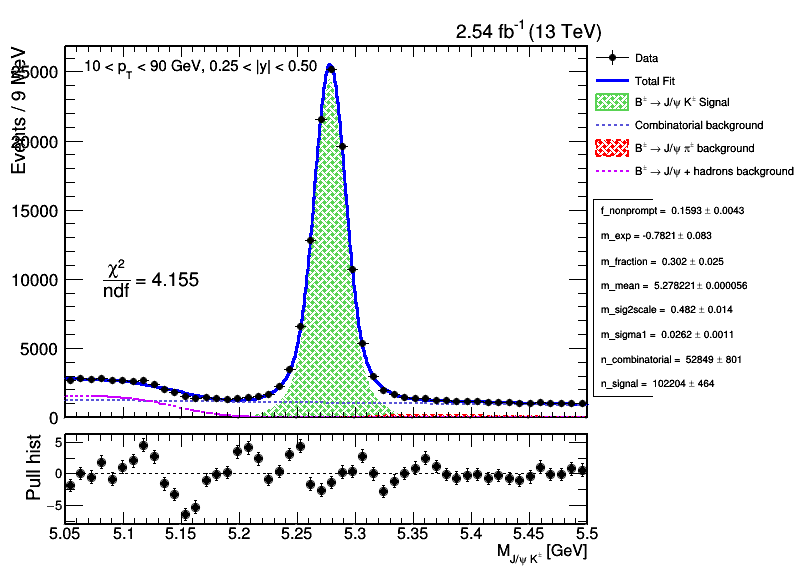 2.54 fb⁻¹ (13 TeV)
Events / 9 MeV
10 < p_T < 90 GeV, 0.25 < |y| < 0.50
25000
20000
15000
10000
5000
0
χ²/ndf = 4.155
Data
Total Fit
B± → J/ψ K± Signal
Combinatorial background
B± → J/ψ π± background
B± → J/ψ + hadrons background
f_nonprompt = 0.1593 ± 0.0043
m_exp = -0.7821 ± 0.083
m_fraction = 0.302 ± 0.025
m_mean = 5.278221 ± 0.000056
m_sig2scale = 0.482 ± 0.014
m_sigma1 = 0.0262 ± 0.0011
n_combinatorial = 52849 ± 801
n_signal = 102204 ± 464
Pull hist
5
0
−5
5.05 5.1 5.15 5.2 5.25 5.3 5.35 5.4 5.45 5.5
M_J/ψ K± [GeV]